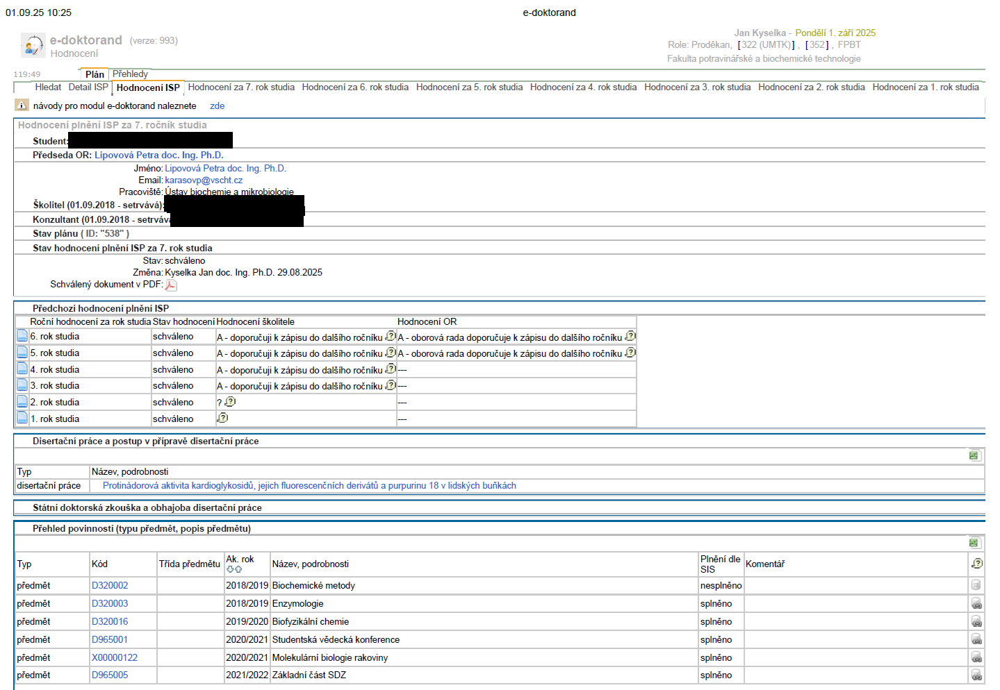 01.09.25 10:25 e-doktorand
e-doktorand (verze: 993)
Hodnocení
Jan Kyselka - Pondělí 1. září 2025
Role: Proděkan, [322 (UMTK)] , [352] , FPBT
Fakulta potravinářské a biochemické technologie
119:49 Plán Přehledy
Hledat Detail ISP Hodnocení ISP Hodnocení za 7. rok studia Hodnocení za 6. rok studia Hodnocení za 5. rok studia Hodnocení za 4. rok studia Hodnocení za 3. rok studia Hodnocení za 2. rok studia Hodnocení za 1. rok studia
návody pro modul e-doktorand naleznete zde
Hodnocení plnění ISP za 7. ročník studia
Student:
Předseda OR: Lipovová Petra doc. Ing. Ph.D.
Jméno: Lipovová Petra doc. Ing. Ph.D.
Email: karasovp@vscht.cz
Pracoviště: Ústav biochemie a mikrobiologie
Školitel (01.09.2018 - setrvává):
Konzultant (01.09.2018 - setrvává
Stav plánu ( ID: "538" )
Stav hodnocení plnění ISP za 7. rok studia
Stav: schváleno
Změna: Kyselka Jan doc. Ing. Ph.D. 29.08.2025
Schválený dokument v PDF:
Předchozí hodnocení plnění ISP
Roční hodnocení za rok studia Stav hodnocení Hodnocení školitele Hodnocení OR
6. rok studia schváleno A - doporučuji k zápisu do dalšího ročníku A - oborová rada doporučuje k zápisu do dalšího ročníku
5. rok studia schváleno A - doporučuji k zápisu do dalšího ročníku A - oborová rada doporučuje k zápisu do dalšího ročníku
4. rok studia schváleno A - doporučuji k zápisu do dalšího ročníku ---
3. rok studia schváleno A - doporučuji k zápisu do dalšího ročníku ---
2. rok studia schváleno ? ---
1. rok studia schváleno ---
Disertační práce a postup v přípravě disertační práce
Typ Název, podrobnosti
disertační práce Protinádorová aktivita kardioglykosidů, jejich fluorescenčních derivátů a purpurinu 18 v lidských buňkách
Státní doktorská zkouška a obhajoba disertační práce
Přehled povinností (typu předmět, popis předmětu)
Typ Kód Třída předmětu Ak. rok Název, podrobnosti Plnění dle SIS Komentář
předmět D320002 2018/2019 Biochemické metody nesplněno
předmět D320003 2018/2019 Enzymologie splněno
předmět D320016 2019/2020 Biofyzikální chemie splněno
předmět D965001 2020/2021 Studentská vědecká konference splněno
předmět X00000122 2020/2021 Molekulární biologie rakoviny splněno
předmět D965005 2021/2022 Základní část SDZ splněno